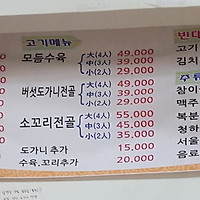 고기메뉴
모듬수육 大(4人) 49,000
中(3人) 39,000
小(2人) 29,000
버섯도가니전골 大(4人) 49,000
中(3人) 39,000
小(2人) 29,000
소꼬리전골 大(4人) 55,000
中(3人) 45,000
小(2人) 35,000
도가니 추가 15,000
수육,꼬리추가 20,000
빈대
고기
김치
주류
참이슬
맥주
복분
청하
서울
음료